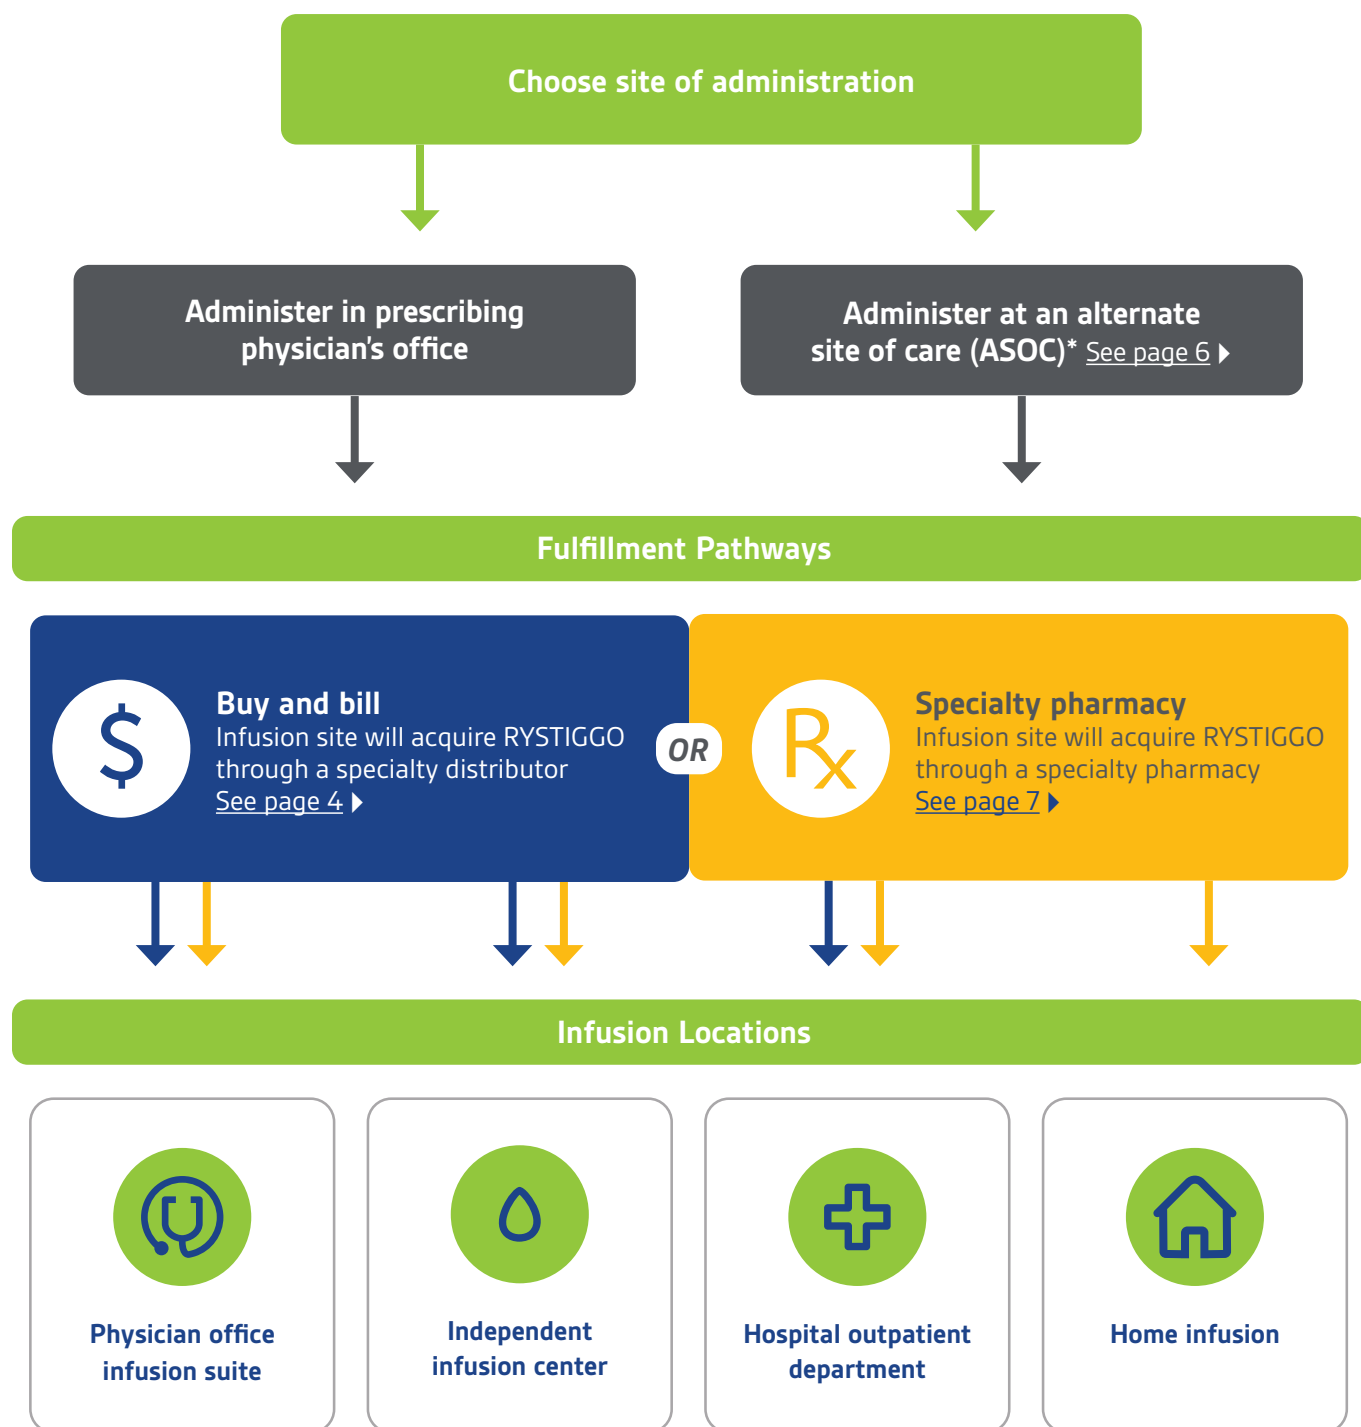 Choose site of administration
Administer in prescribing
physician's office
Administer at an alternate
site of care (ASOC)* See page 6
Fulfillment Pathways
$
Buy and bill
Infusion site will acquire RYSTIGGO
through a specialty distributor
See page 4
OR
Rx
Specialty pharmacy
Infusion site will acquire RYSTIGGO
through a specialty pharmacy
See page 7
Infusion Locations
Physician office
infusion suite
Independent
infusion center
Hospital outpatient
department
Home infusion